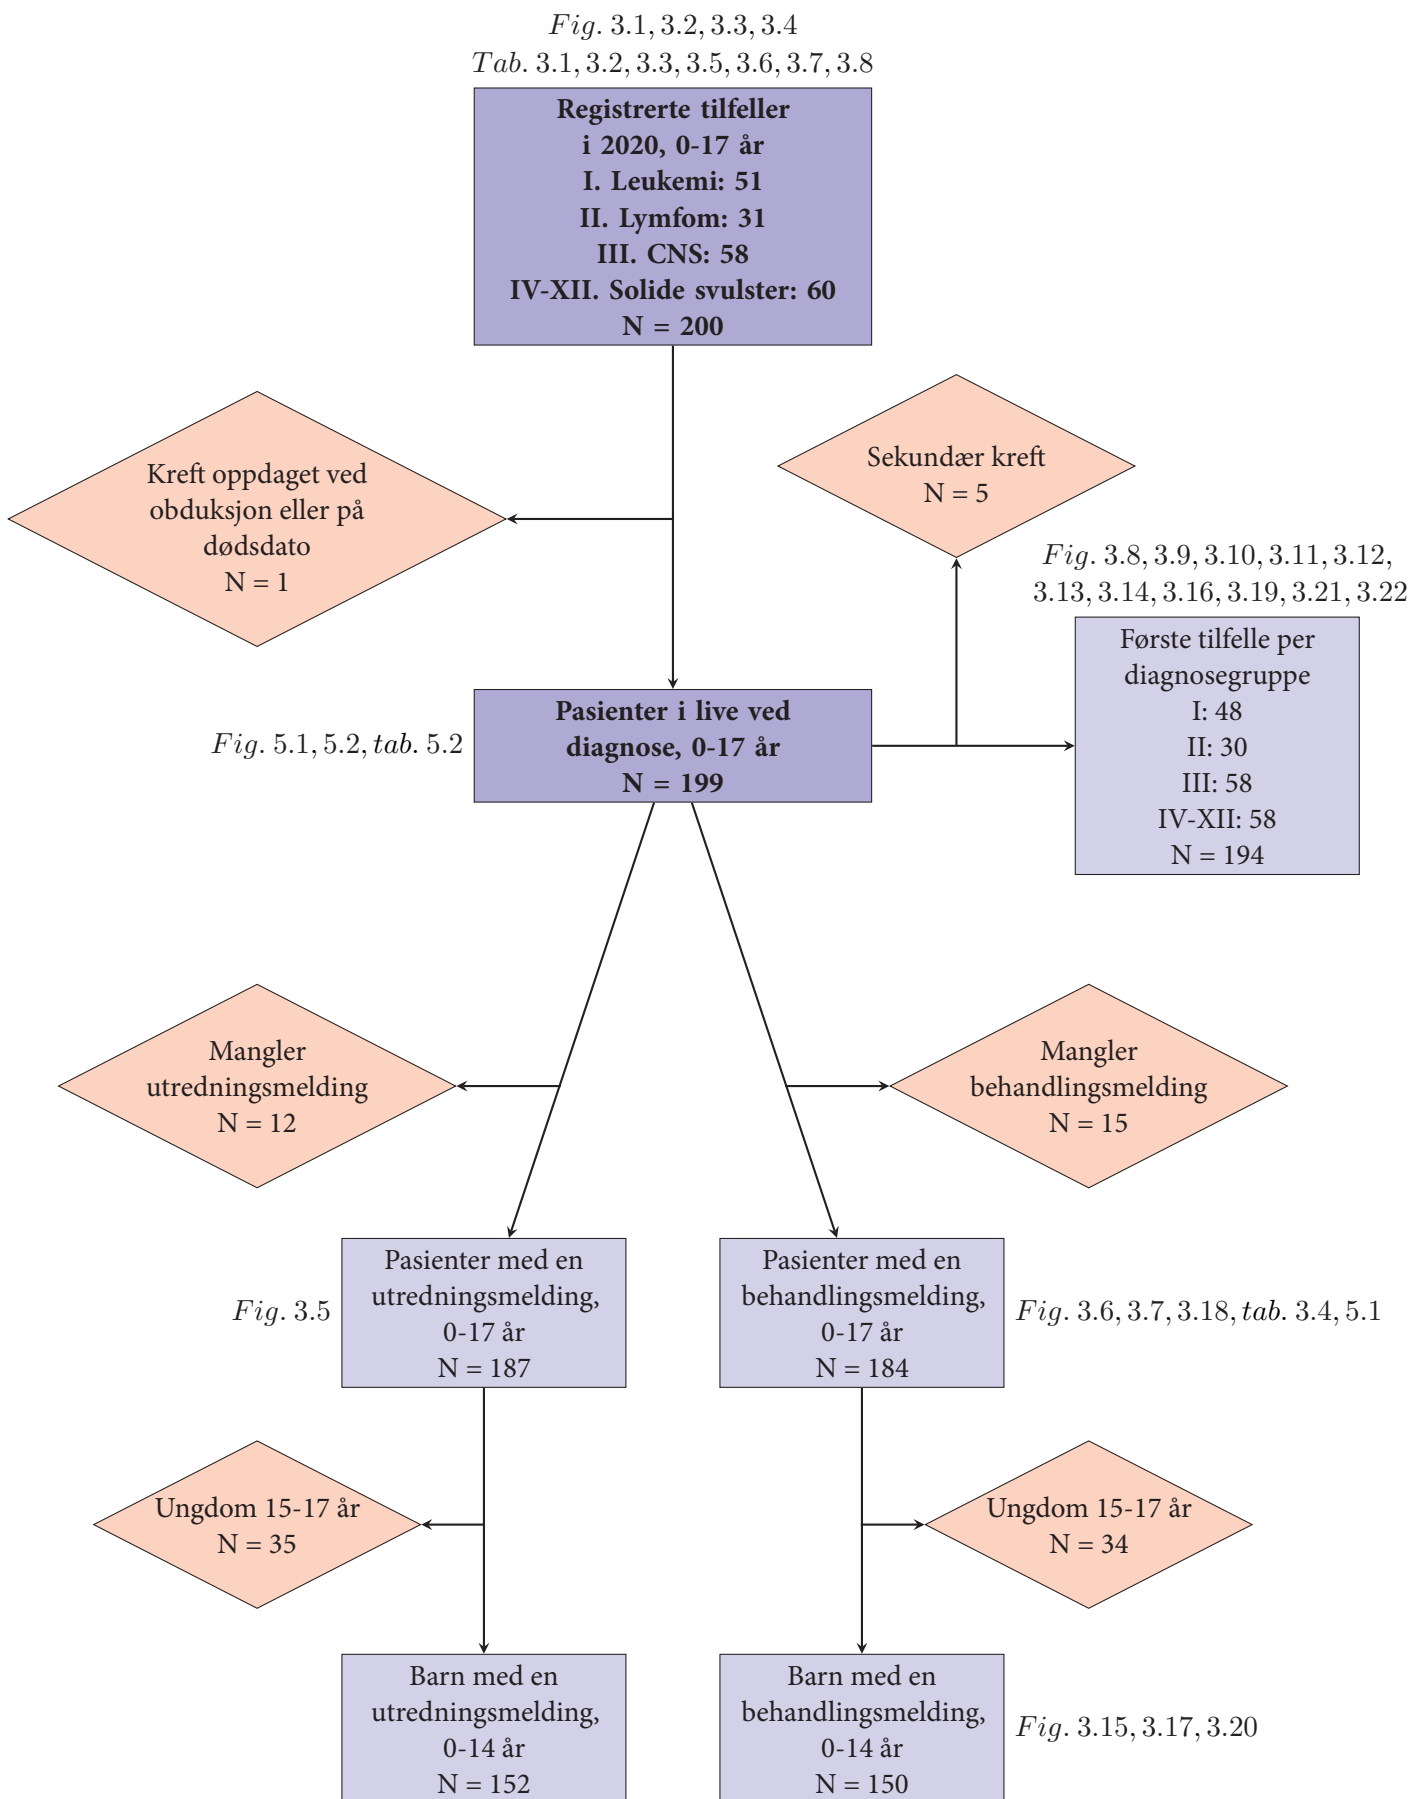 Fig. 3.1, 3.2, 3.3, 3.4
Tab. 3.1, 3.2, 3.3, 3.5, 3.6, 3.7, 3.8
Registrerte tilfeller
i 2020, 0-17 år
I. Leukemi: 51
II. Lymfom: 31
III. CNS: 58
IV-XII. Solide svulster: 60
N = 200
Kreft oppdaget ved
obduksjon eller på
dødsdato
N = 1
Sekundær kreft
N = 5
Fig. 3.8, 3.9, 3.10, 3.11, 3.12,
3.13, 3.14, 3.16, 3.19, 3.21, 3.22
Første tilfelle per
diagnosegruppe
I: 48
II: 30
III: 58
IV-XII: 58
N = 194
Fig. 5.1, 5.2, tab. 5.2
Pasienter i live ved
diagnose, 0-17 år
N = 199
Mangler
utredningsmelding
N = 12
Mangler
behandlingsmelding
N = 15
Fig. 3.5
Pasienter med en
utredningsmelding,
0-17 år
N = 187
Pasienter med en
behandlingsmelding,
0-17 år
N = 184
Fig. 3.6, 3.7, 3.18, tab. 3.4, 5.1
Ungdom 15-17 år
N = 35
Ungdom 15-17 år
N = 34
Barn med en
utredningsmelding,
0-14 år
N = 152
Barn med en
behandlingsmelding,
0-14 år
N = 150
Fig. 3.15, 3.17, 3.20